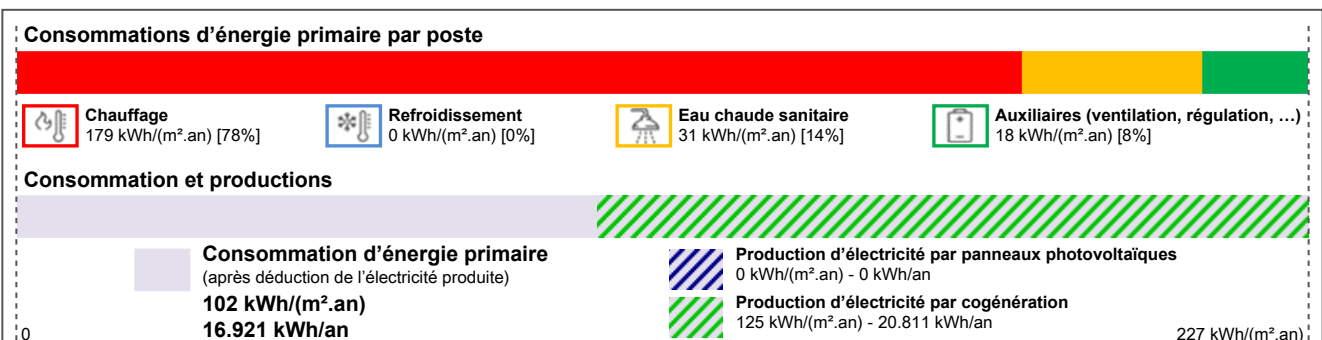 Consommations d’énergie primaire par poste
Chauffage
179 kWh/(m².an) [78%]
Refroidissement
0 kWh/(m².an) [0%]
Eau chaude sanitaire
31 kWh/(m².an) [14%]
Auxiliaires (ventilation, régulation, …)
18 kWh/(m².an) [8%]
Consommation et productions
Consommation d’énergie primaire
(après déduction de l’électricité produite)
102 kWh/(m².an)
16.921 kWh/an
Production d’électricité par panneaux photovoltaïques
0 kWh/(m².an) - 0 kWh/an
Production d’électricité par cogénération
125 kWh/(m².an) - 20.811 kWh/an
0
227 kWh/(m².an)